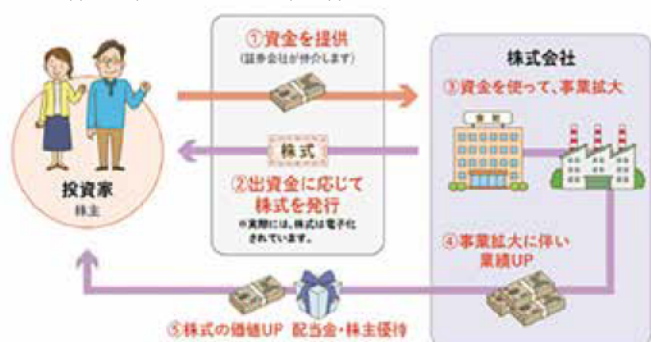 ①資金を提供
(証券会社が仲介します)
株式
②出資金に応じて
株式を発行
※実際には、株式は電子化
されています。
投資家
株主
株式会社
③資金を使って、事業拡大
④事業拡大に伴い
業績UP
⑤株式の価値UP 配当金・株主優待